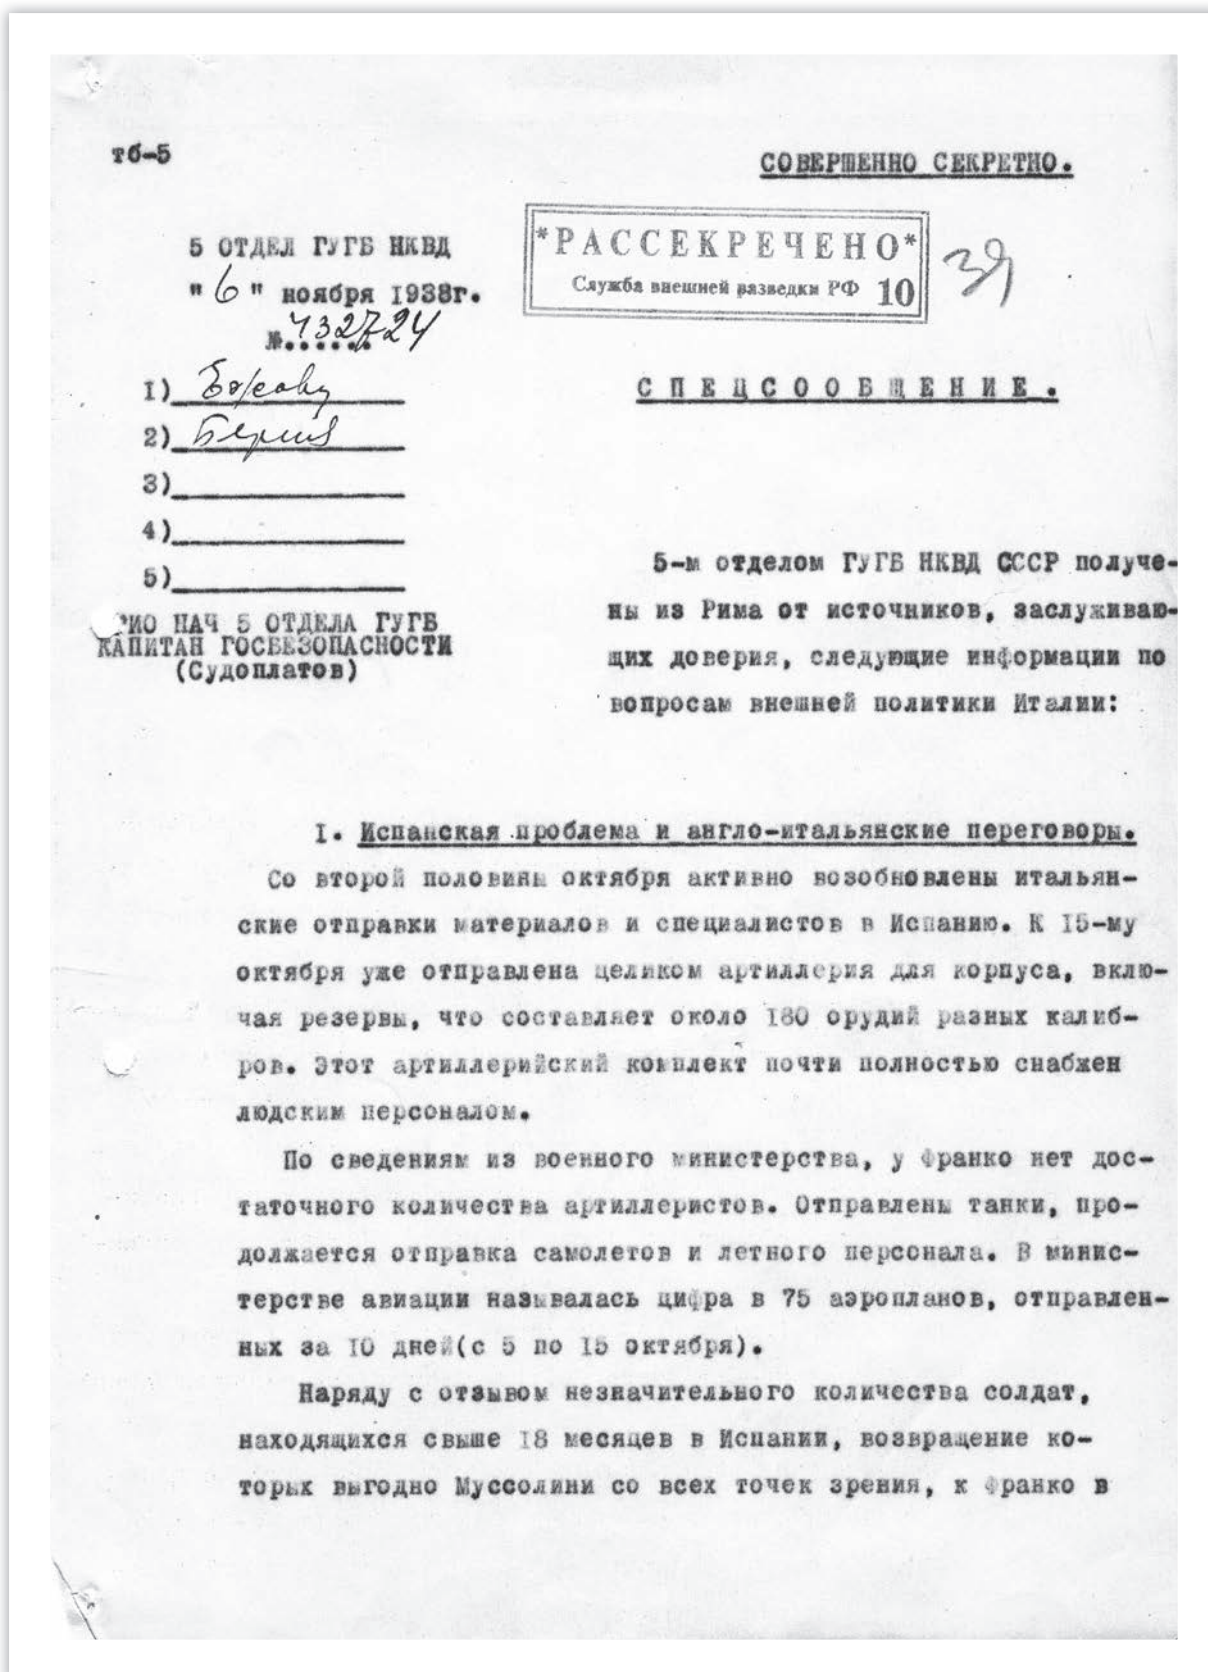 тб-5
СОВЕРШЕННО СЕКРЕТНО.
5 ОТДЕЛ ГУГБ НКВД
"6" ноября 1938г.
№ 432724
*РАССЕКРЕЧЕНО*
Служба внешней разведки РФ 10
39
1) Ежову
2) Берия
3)
4)
5)
СПЕЦСООБЩЕНИЕ.
ВРИО НАЧ 5 ОТДЕЛА ГУГБ
КАПИТАН ГОСБЕЗОПАСНОСТИ
(Судоплатов)
5-м отделом ГУГБ НКВД СССР получе-
ны из Рима от источников, заслуживаю-
щих доверия, следующие информации по
вопросам внешней политики Италии:
I. Испанская проблема и англо-итальянские переговоры.
Со второй половины октября активно возобновлены итальян-
ские отправки материалов и специалистов в Испанию. К 15-му
октября уже отправлена целиком артиллерия для корпуса, вклю-
чая резервы, что составляет около 180 орудий разных калиб-
ров. Этот артиллерийский комплект почти полностью снабжен
людским персоналом.
По сведениям из военного министерства, у Франко нет дос-
таточного количества артиллеристов. Отправлены танки, про-
должается отправка самолетов и летного персонала. В минис-
терстве авиации называлась цифра в 75 аэропланов, отправлен-
ных за 10 дней(с 5 по 15 октября).
Наряду с отзывом незначительного количества солдат,
находящихся свыше 18 месяцев в Испании, возвращение ко-
торых выгодно Муссолини со всех точек зрения, к Франко в